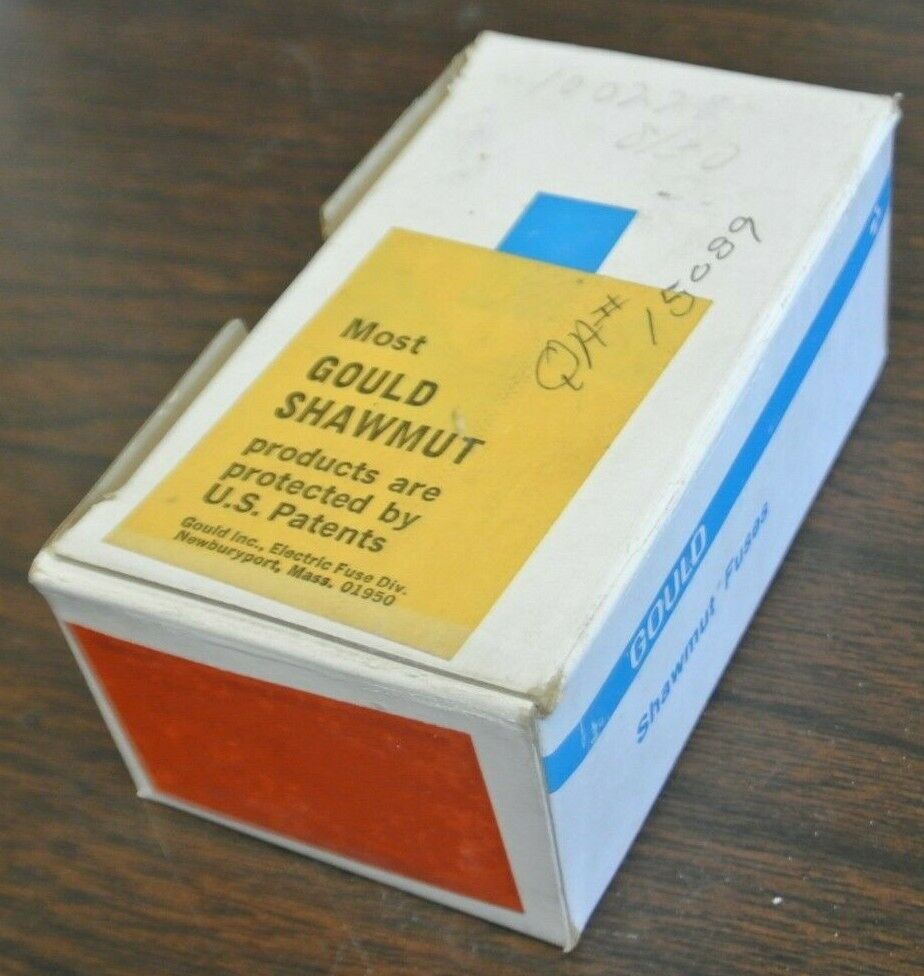 Most
GOULD
SHAWMUT
products are
protected by
U.S. Patents
Gould Inc., Electric Fuse Div.
Newburyport, Mass. 01950
QA#
15089
GOULD
Shawmut Fuses